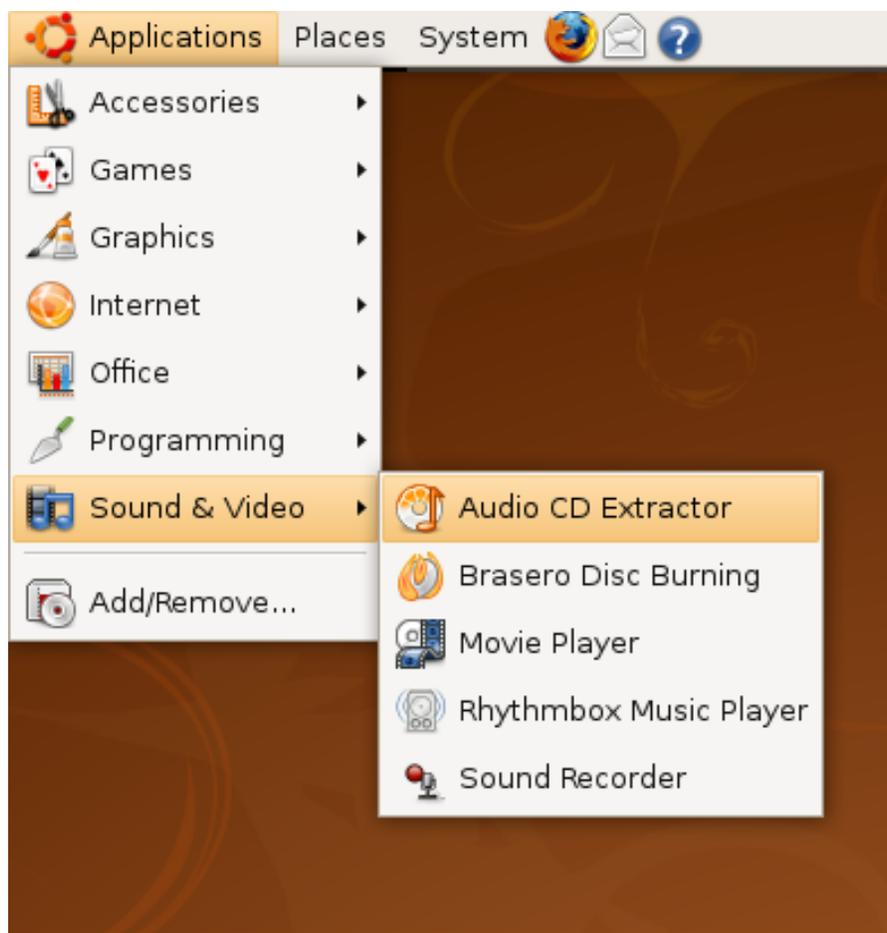 Applications Places System
Accessories
Games
Graphics
Internet
Office
Programming
Sound & Video
Add/Remove...
Audio CD Extractor
Brasero Disc Burning
Movie Player
Rhythmbox Music Player
Sound Recorder